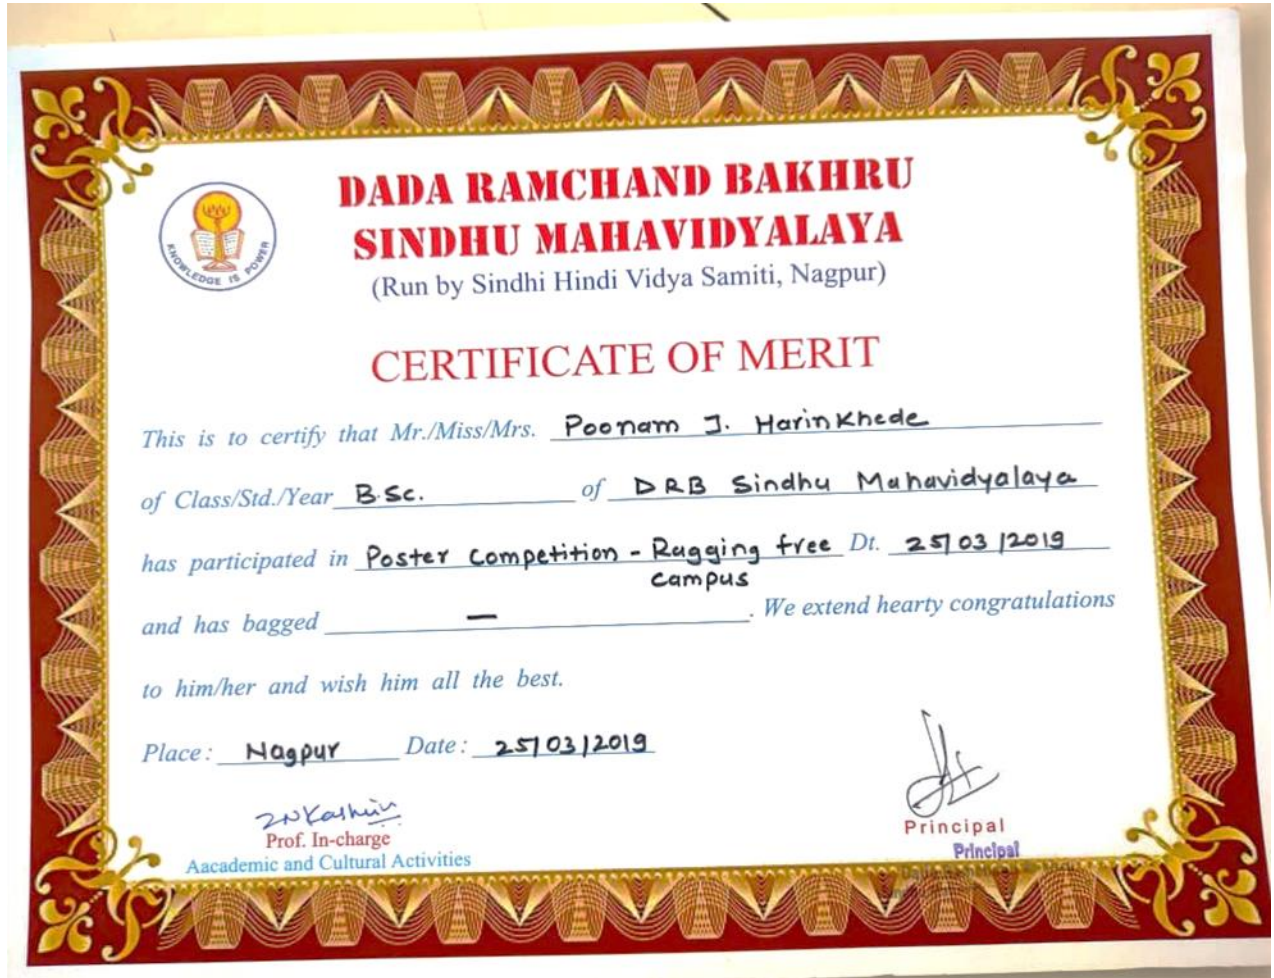 DADA RAMCHAND BAKHRU
SINDHU MAHAVIDYALAYA
(Run by Sindhi Hindi Vidya Samiti, Nagpur)
KNOWLEDGE IS POWER
CERTIFICATE OF MERIT
This is to certify that Mr./Miss/Mrs. Poonam J. Harinkhede
of Class/Std./Year B.Sc. of DRB Sindhu Mahavidyalaya
has participated in Poster Competition - Ragging free Dt. 25/03/2019
Campus
and has bagged — . We extend hearty congratulations
to him/her and wish him all the best.
Place : Nagpur Date : 25/03/2019
Prof. In-charge
Aacademic and Cultural Activities
Principal
Principal